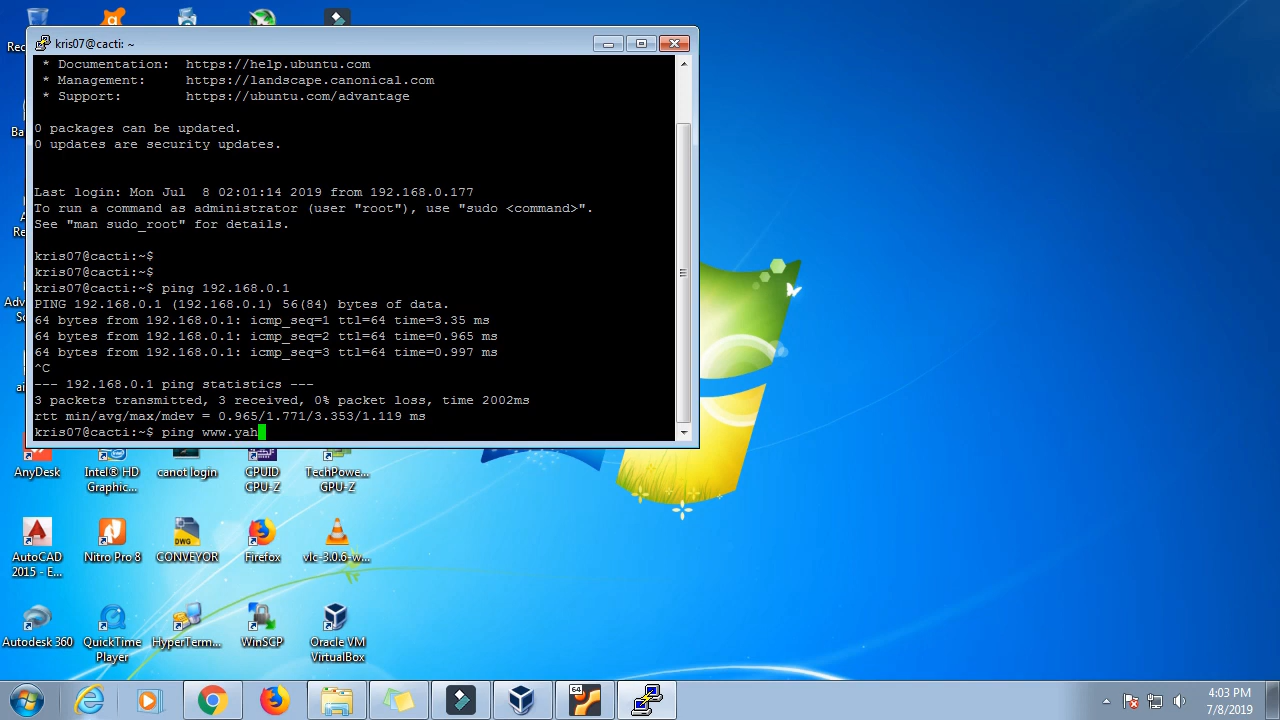 kris07@cacti: ~
* Documentation:  https://help.ubuntu.com
* Management:     https://landscape.canonical.com
* Support:        https://ubuntu.com/advantage
0 packages can be updated.
0 updates are security updates.
Last login: Mon Jul  8 02:01:14 2019 from 192.168.0.177
To run a command as administrator (user "root"), use "sudo <command>".
See "man sudo_root" for details.
kris07@cacti:~$
kris07@cacti:~$
kris07@cacti:~$ ping 192.168.0.1
PING 192.168.0.1 (192.168.0.1) 56(84) bytes of data.
64 bytes from 192.168.0.1: icmp_seq=1 ttl=64 time=3.35 ms
64 bytes from 192.168.0.1: icmp_seq=2 ttl=64 time=0.965 ms
64 bytes from 192.168.0.1: icmp_seq=3 ttl=64 time=0.997 ms
^C
--- 192.168.0.1 ping statistics ---
3 packets transmitted, 3 received, 0% packet loss, time 2002ms
rtt min/avg/max/mdev = 0.965/1.771/3.353/1.119 ms
kris07@cacti:~$ ping www.yah
AnyDesk
Intel® HD Graphic...
canot login
CPUID CPU-Z
TechPowe... GPU-Z
AutoCAD 2015 - E...
Nitro Pro 8
DWG
CONVEYOR
Firefox
vlc-3.0.6-w...
Autodesk 360
QuickTime Player
HyperTerm...
WinSCP
Oracle VM VirtualBox
64
4:03 PM
7/8/2019